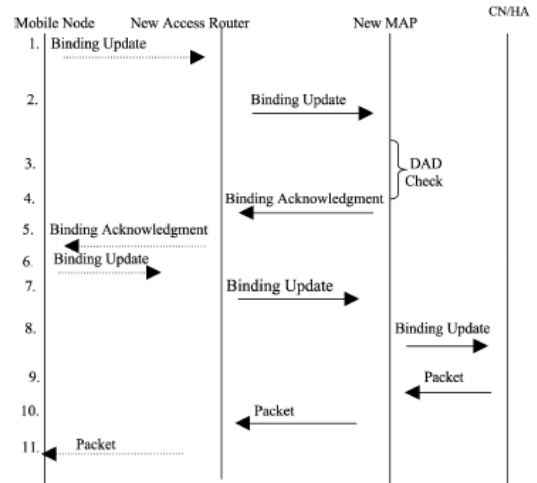 CN/HA
Mobile Node New Access Router New MAP
1. Binding Update
2. Binding Update
3. DAD
Check
4. Binding Acknowledgment
5. Binding Acknowledgment
6. Binding Update
7. Binding Update
8. Binding Update
9. Packet
10. Packet
11. Packet